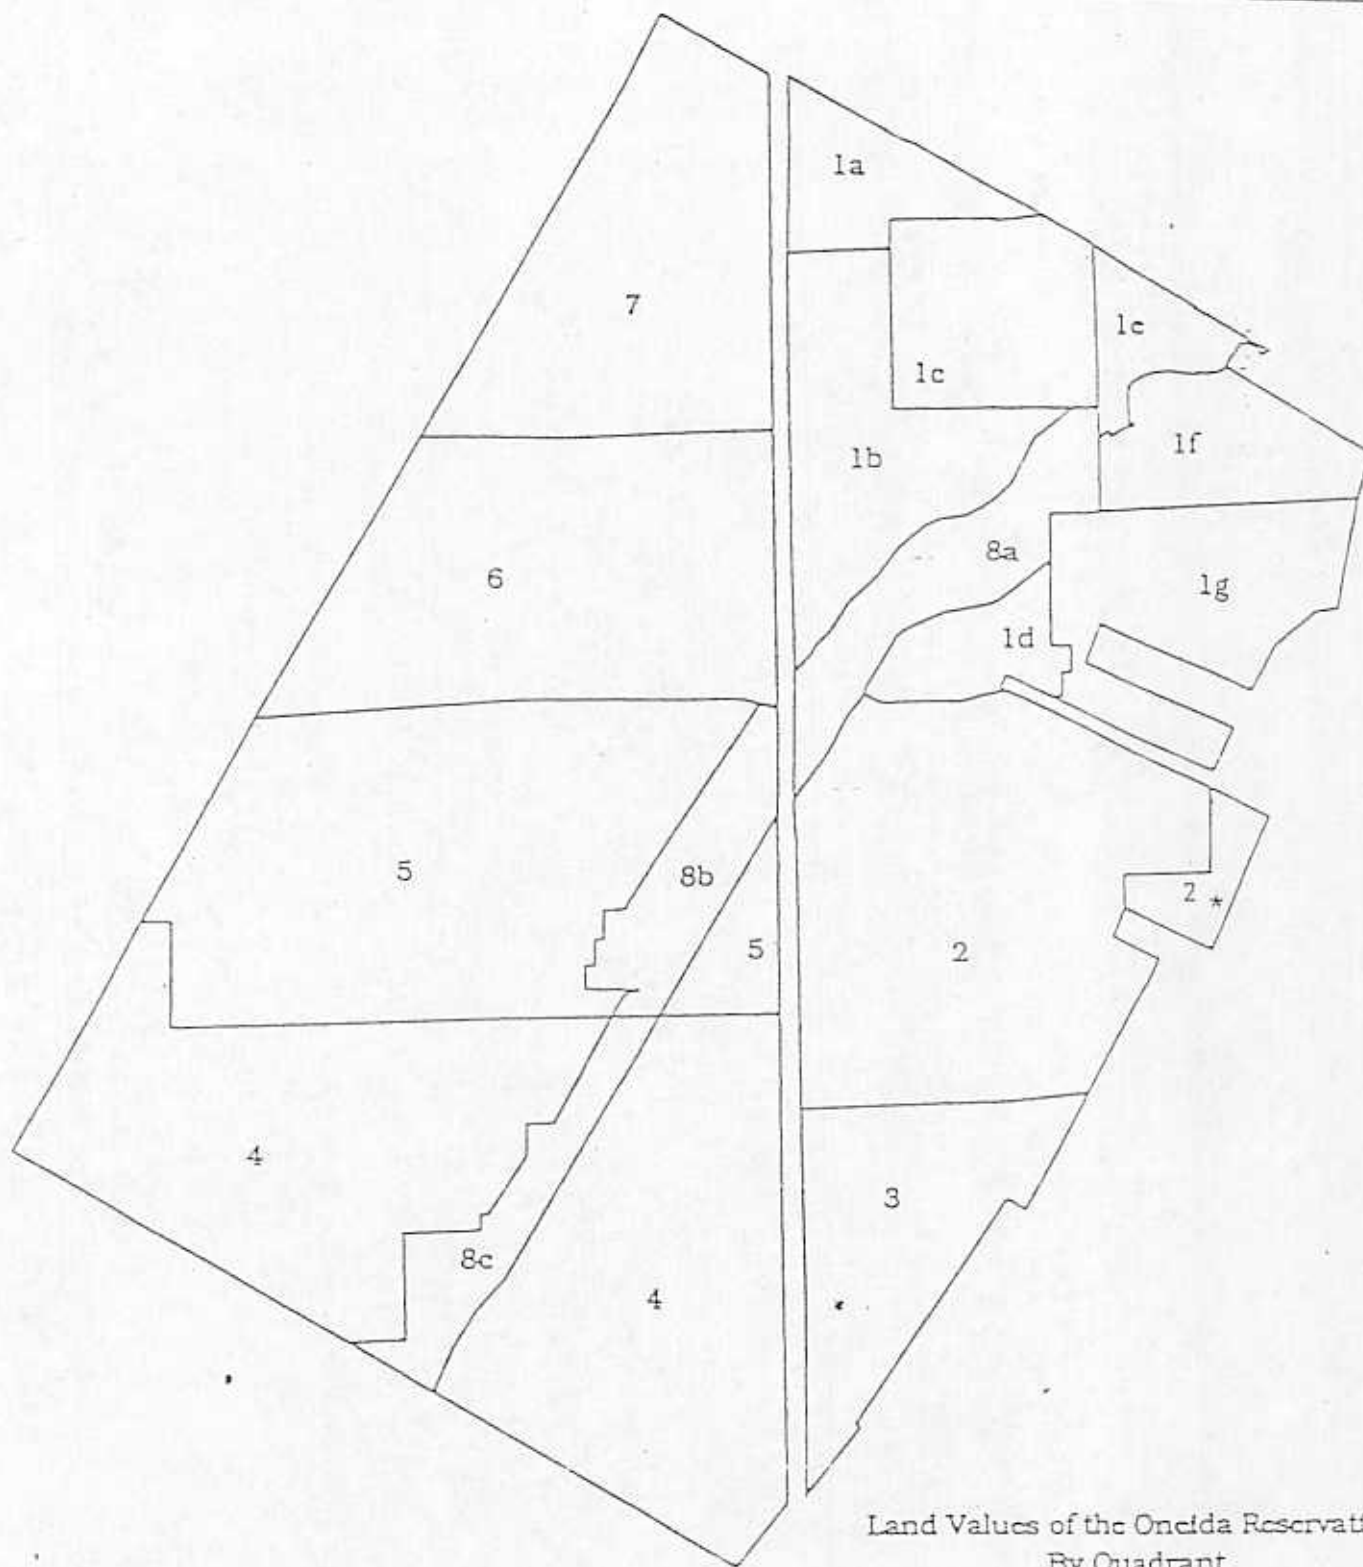 1a
7
1e
1c
1f
1b
8a
6
1g
1d
5
8b
2 *
5
2
4
3
8c
4
Land Values of the Oneida Reservati
By Quadrant